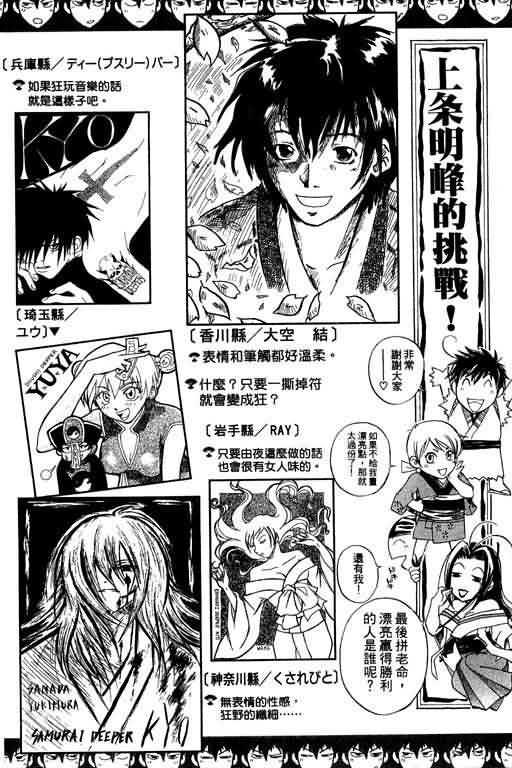 上条明峰的挑戰！
非常
謝謝大家
♡
如果不給我畫
漂亮點，那就
太過份了！
還有我！
最後拼老命，
漂亮贏得勝利
的人是誰呢？
〔兵庫縣／ディー(プスリー)バー〕
如果狂玩音樂的話
就是這樣子吧。
KYO
〔琦玉縣／
ユウ〕▼
〔香川縣／大空 結〕
表情和筆觸都好溫柔。
什麼？只要一撕掉符
就會變成狂？
〔岩手縣／RAY〕
只要由夜這麼做的話
也會很有女人味的。
SAMURAI DEEPER
YUYA
〔神奈川縣／くされびと〕
無表情的性感，
狂野的纖細⋯⋯
SANADA
YUKIMURA
SAMURAI DEEPER KYO